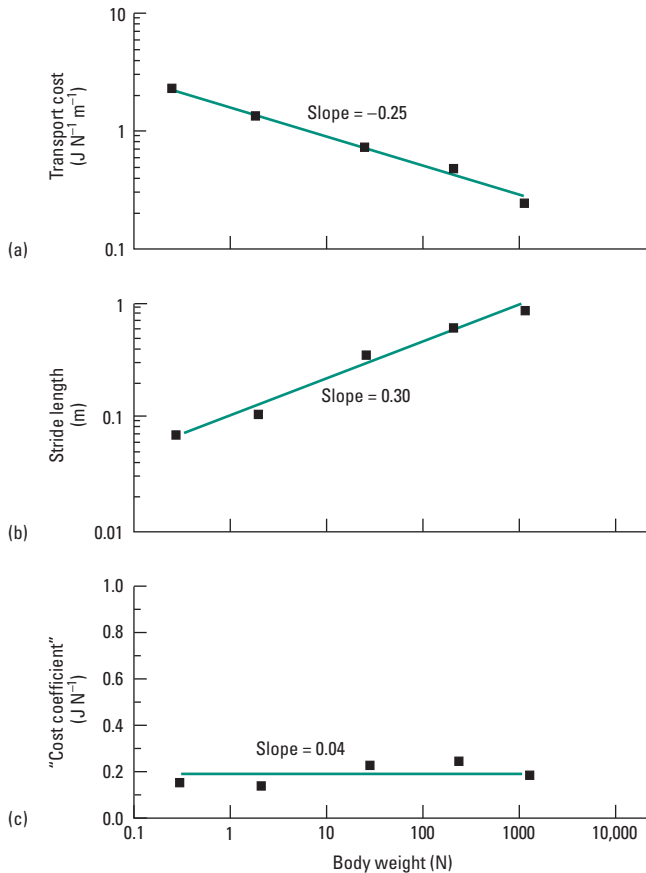 10
1
0.1
Transport cost
(J N⁻¹ m⁻¹)
Slope = –0.25
(a)
1
0.1
0.01
Stride length
(m)
Slope = 0.30
(b)
1.0
0.8
0.6
0.4
0.2
0.0
"Cost coefficient"
(J N⁻¹)
Slope = 0.04
(c)
0.1 1 10 100 1000 10,000
Body weight (N)